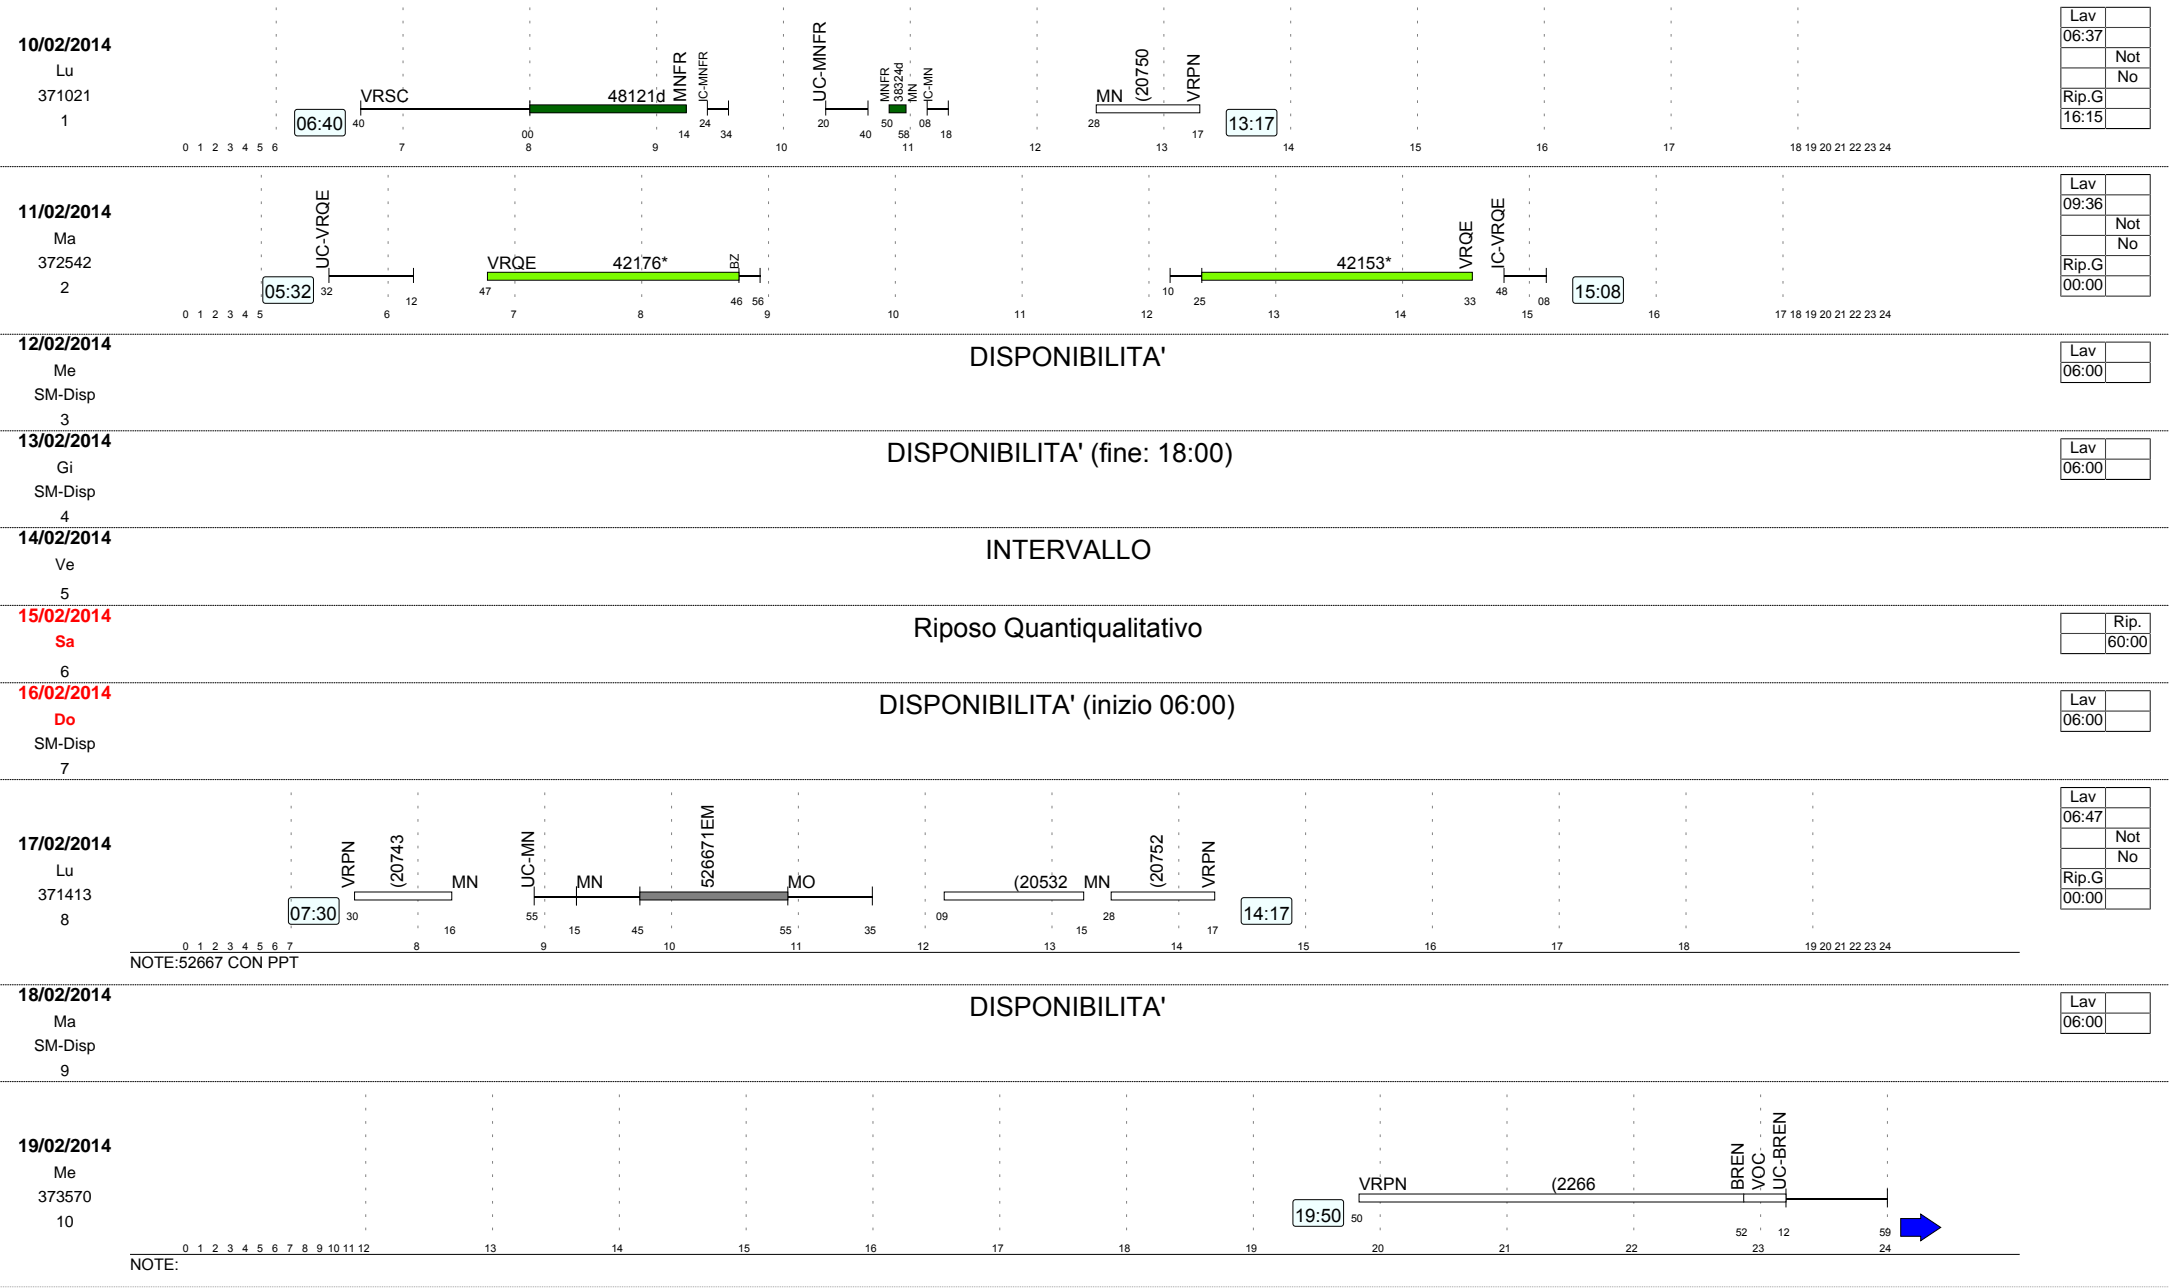 10/02/2014
Lu
371021
1
06:40
VRSC 48121d MNFR IC-MNFR UC-MNFR MNFR 38324d MN IC-MN MN (20750 VRPN
40 00 14 24 34 20 40 50 58 08 18 28 17
13:17
0 1 2 3 4 5 6 7 8 9 10 11 12 13 14 15 16 17 18 19 20 21 22 23 24
Lav
06:37
Not
No
Rip.G
16:15
11/02/2014
Ma
372542
2
05:32
UC-VRQE VRQE 42176* BZ 42153* VRQE IC-VRQE
32 12 47 46 56 10 25 33 48 08
15:08
0 1 2 3 4 5 6 7 8 9 10 11 12 13 14 15 16 17 18 19 20 21 22 23 24
Lav
09:36
Not
No
Rip.G
00:00
12/02/2014
Me
SM-Disp
3
DISPONIBILITA'
Lav
06:00
13/02/2014
Gi
SM-Disp
4
DISPONIBILITA' (fine: 18:00)
Lav
06:00
14/02/2014
Ve
5
INTERVALLO
15/02/2014
Sa
6
Riposo Quantiqualitativo
Rip.
60:00
16/02/2014
Do
SM-Disp
7
DISPONIBILITA' (inizio 06:00)
Lav
06:00
17/02/2014
Lu
371413
8
07:30
VRPN (20743 MN UC-MN MN 526671EM MO (20532 MN (20752 VRPN
30 16 55 15 45 55 35 09 15 28 17
14:17
0 1 2 3 4 5 6 7 8 9 10 11 12 13 14 15 16 17 18 19 20 21 22 23 24
NOTE:52667 CON PPT
Lav
06:47
Not
No
Rip.G
00:00
18/02/2014
Ma
SM-Disp
9
DISPONIBILITA'
Lav
06:00
19/02/2014
Me
373570
10
19:50
VRPN (2266 BREN VOC UC-BREN
50 52 12 59
0 1 2 3 4 5 6 7 8 9 10 11 12 13 14 15 16 17 18 19 20 21 22 23 24
NOTE: